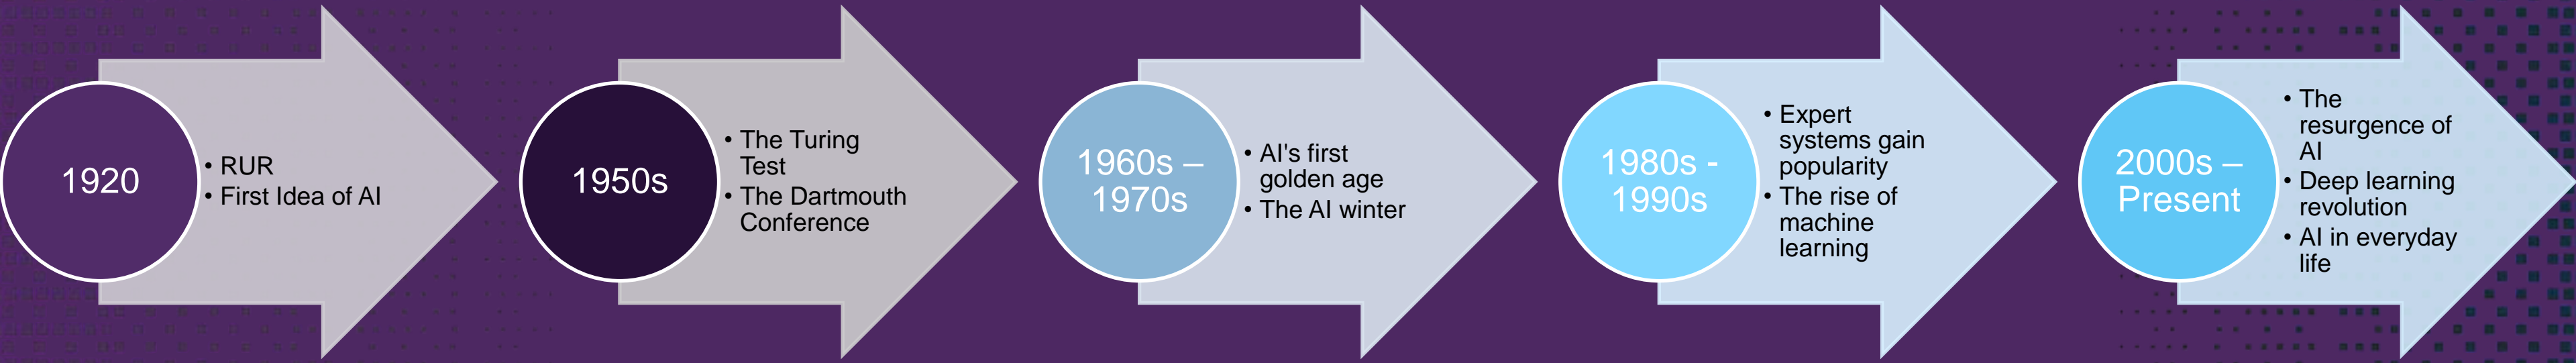 1920
• RUR
• First Idea of AI
1950s
• The Turing
Test
• The Dartmouth
Conference
1960s –
1970s
• AI's first
golden age
• The AI winter
1980s -
1990s
• Expert
systems gain
popularity
• The rise of
machine
learning
2000s –
Present
• The
resurgence of
AI
• Deep learning
revolution
• AI in everyday
life